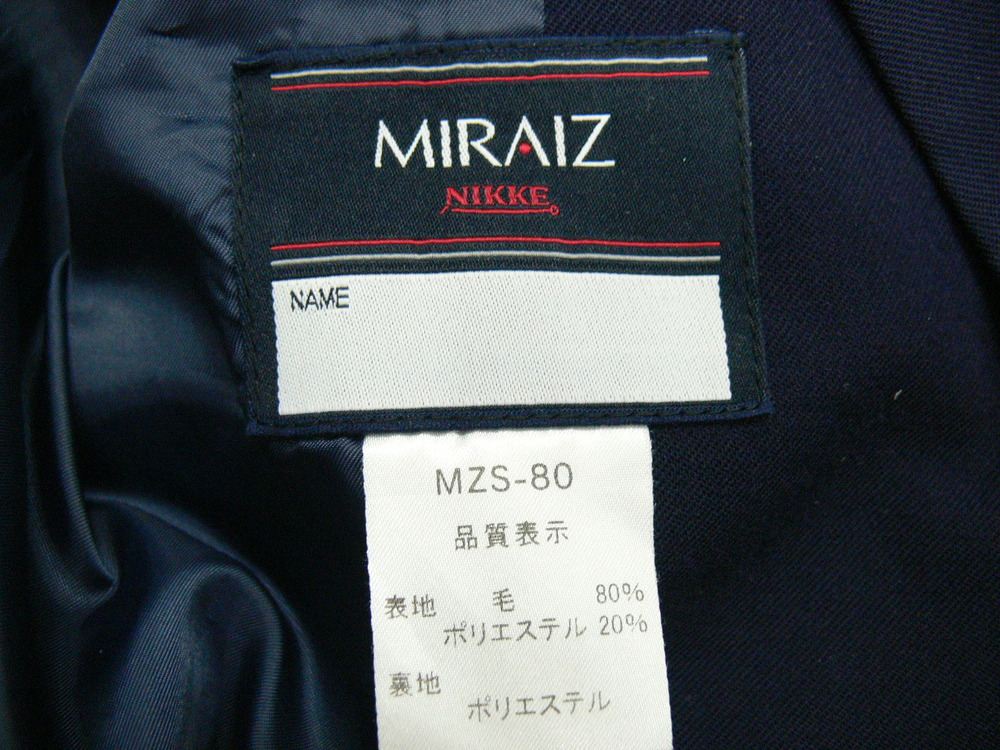 MIRAIZ
NIKKE
NAME
MZS-80
品質表示
表地 毛 80%
ポリエステル 20%
裏地
ポリエステル